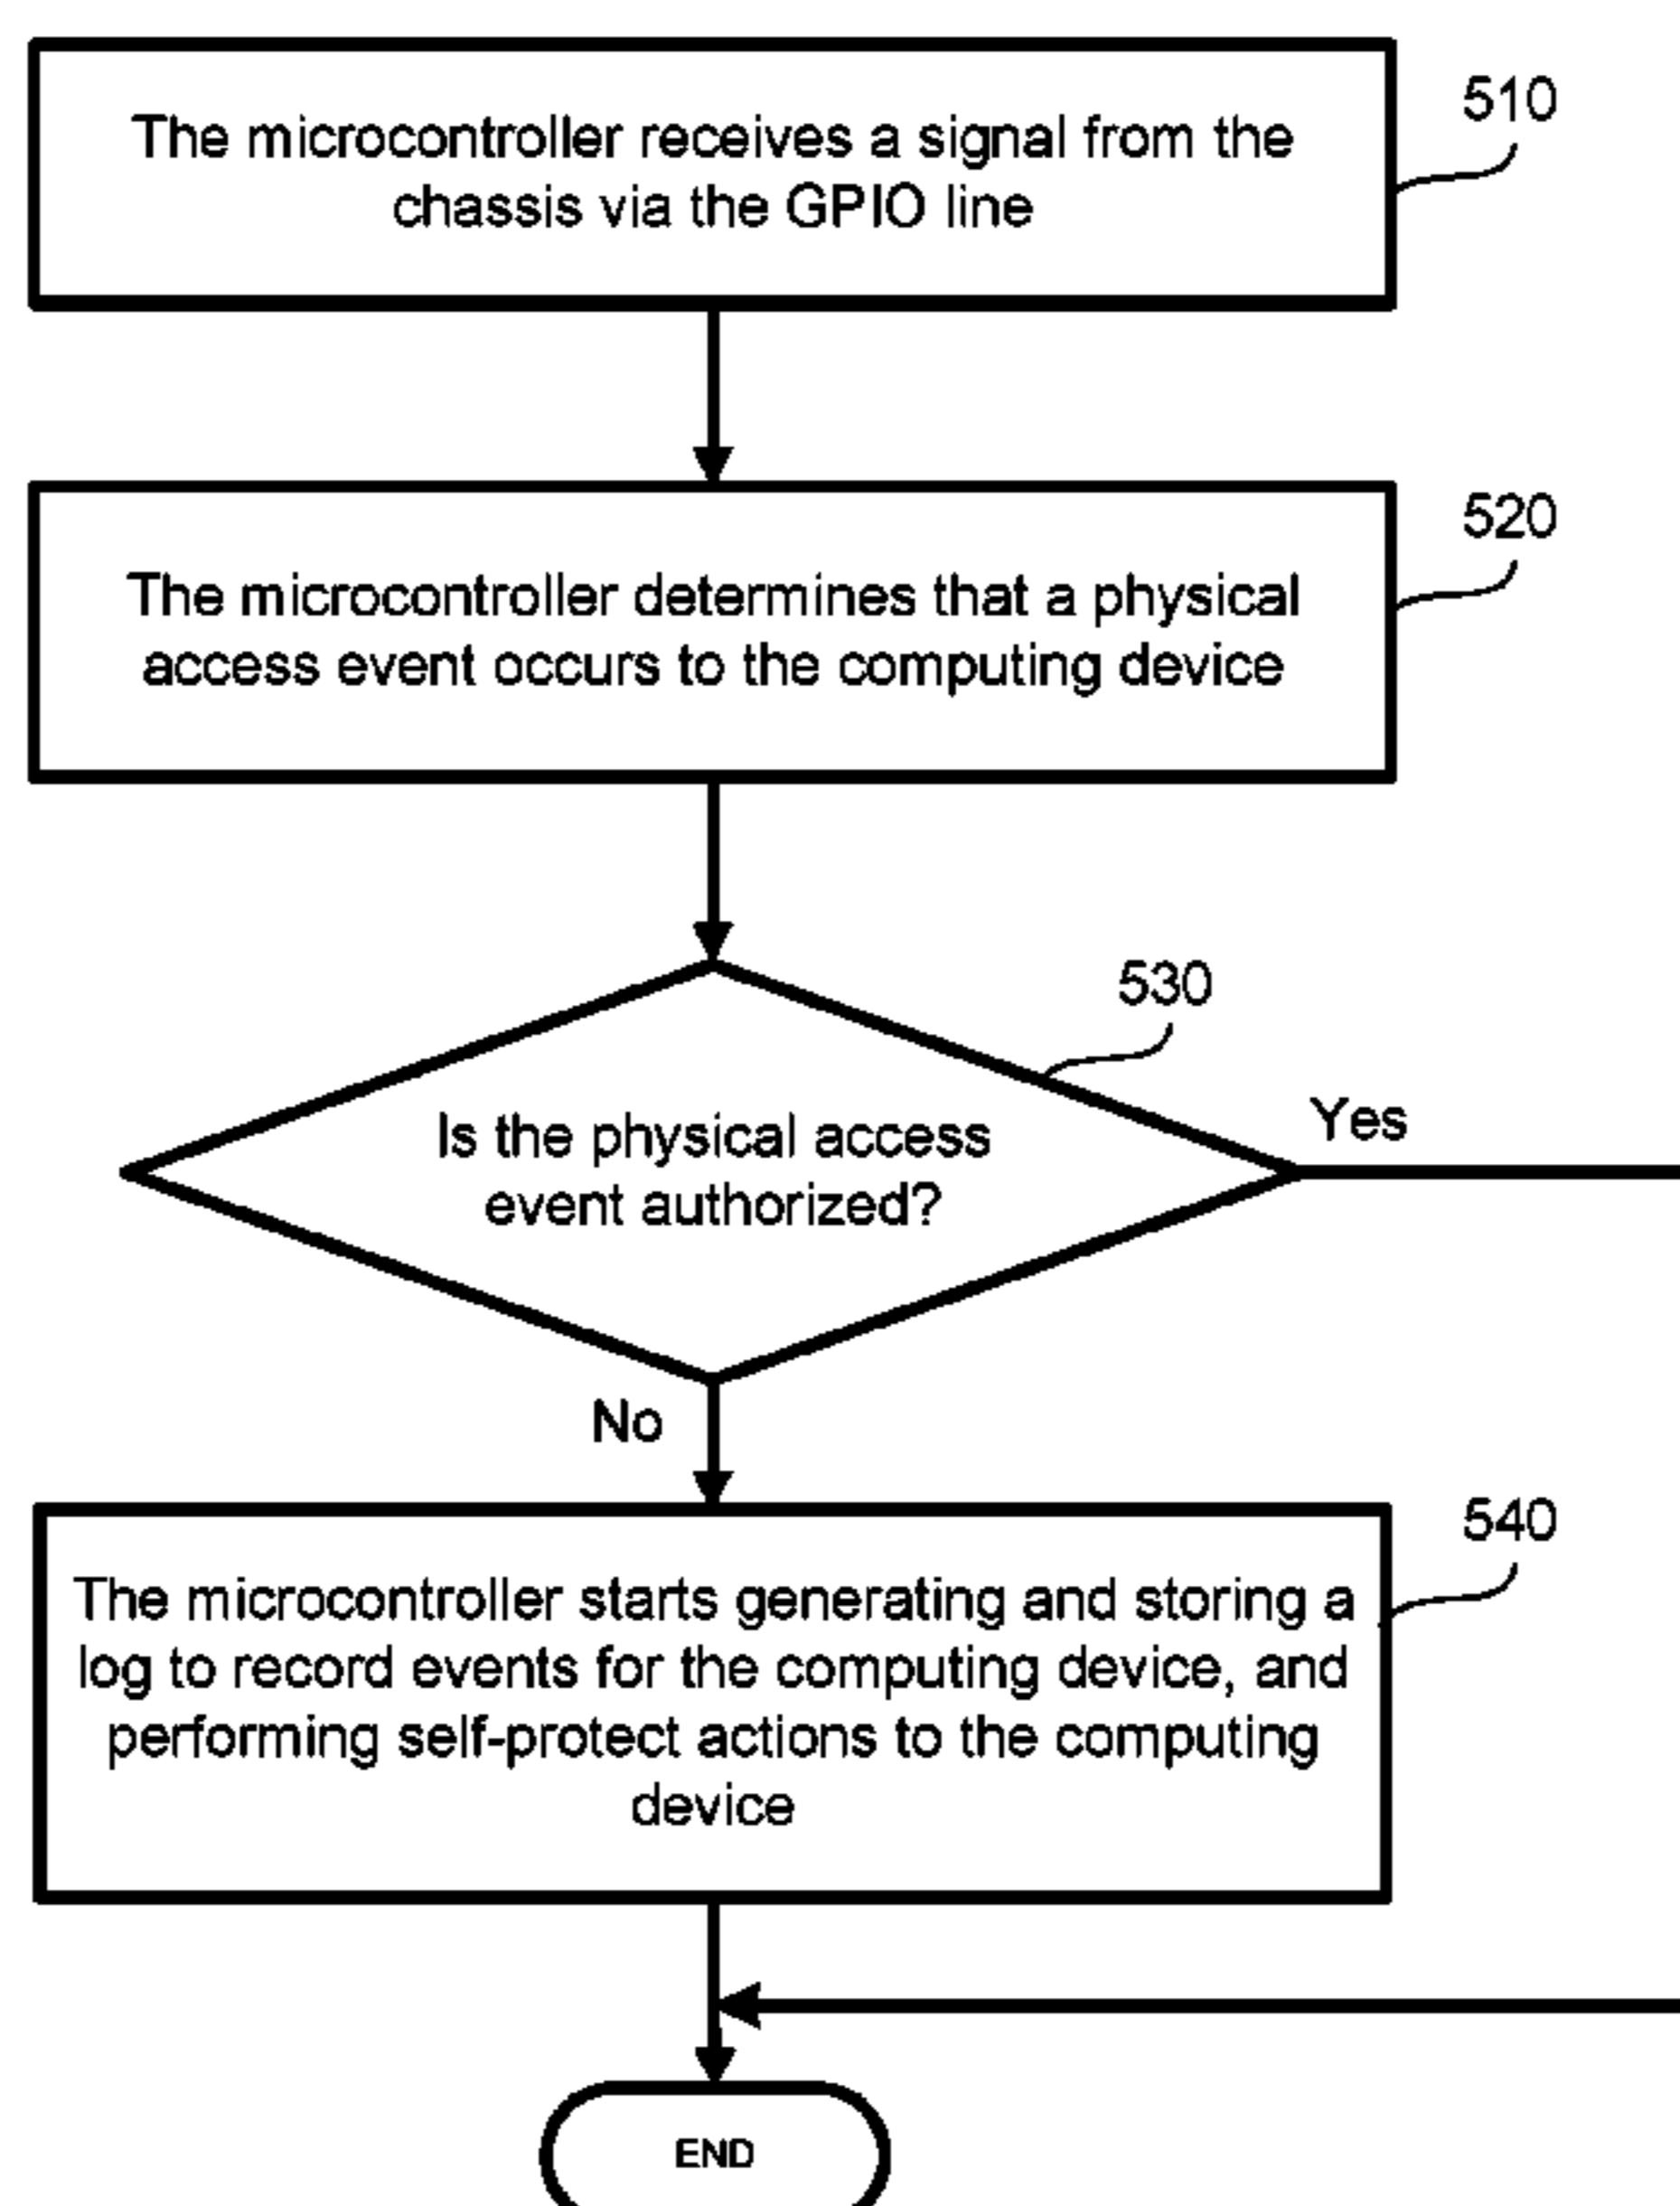 The microcontroller receives a signal from the
chassis via the GPIO line
510
The microcontroller determines that a physical
access event occurs to the computing device
520
530
Is the physical access
event authorized?
Yes
No
The microcontroller starts generating and storing a
log to record events for the computing device, and
performing self-protect actions to the computing
device
540
END